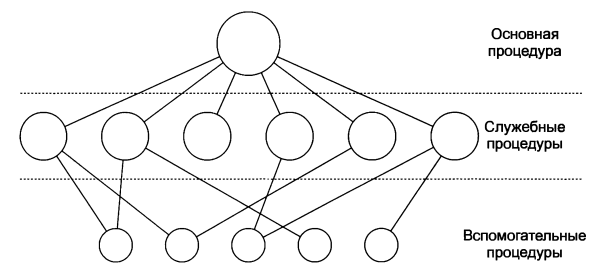 Основная
процедура
Служебные
процедуры
Вспомогательные
процедуры